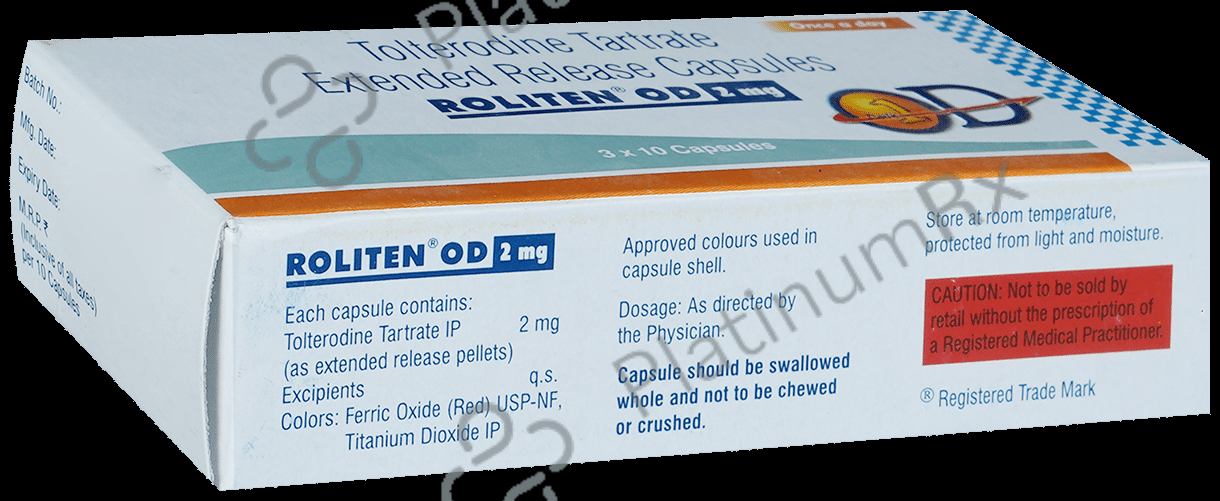 Once a day
Tolterodine Tartrate
Extended Release Capsules
ROLITEN® OD 2 mg
OD
3 x 10 Capsules
Batch No.:
Mfg. Date:
Expiry Date:
M.R.P. ₹
(Inclusive of all taxes)
per 10 Capsules
ROLITEN® OD 2 mg
Each capsule contains:
Tolterodine Tartrate IP 2 mg
(as extended release pellets)
Excipients q.s.
Colors: Ferric Oxide (Red) USP-NF,
Titanium Dioxide IP
Approved colours used in
capsule shell.
Dosage: As directed by
the Physician.
Capsule should be swallowed
whole and not to be chewed
or crushed.
Store at room temperature,
protected from light and moisture.
CAUTION: Not to be sold by
retail without the prescription of
a Registered Medical Practitioner.
® Registered Trade Mark
PlatinumRx